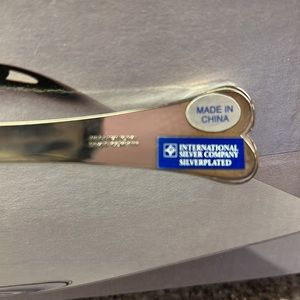 MADE IN
CHINA
INTERNATIONAL
SILVER COMPANY
SILVERPLATED